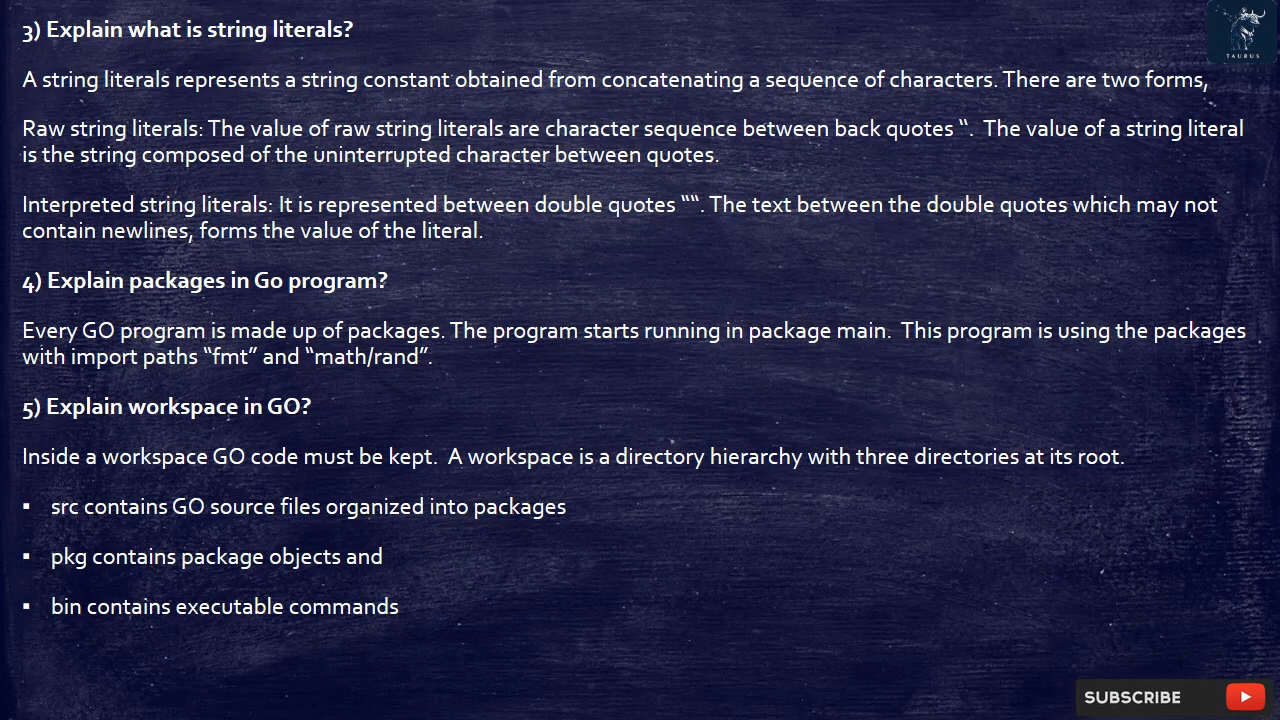 3) Explain what is string literals?
TAURUS
A string literals represents a string constant obtained from concatenating a sequence of characters. There are two forms,
Raw string literals: The value of raw string literals are character sequence between back quotes “.  The value of a string literal
is the string composed of the uninterrupted character between quotes.
Interpreted string literals: It is represented between double quotes ““. The text between the double quotes which may not
contain newlines, forms the value of the literal.
4) Explain packages in Go program?
Every GO program is made up of packages. The program starts running in package main.  This program is using the packages
with import paths “fmt” and “math/rand”.
5) Explain workspace in GO?
Inside a workspace GO code must be kept.  A workspace is a directory hierarchy with three directories at its root.
▪ src contains GO source files organized into packages
▪ pkg contains package objects and
▪ bin contains executable commands
SUBSCRIBE